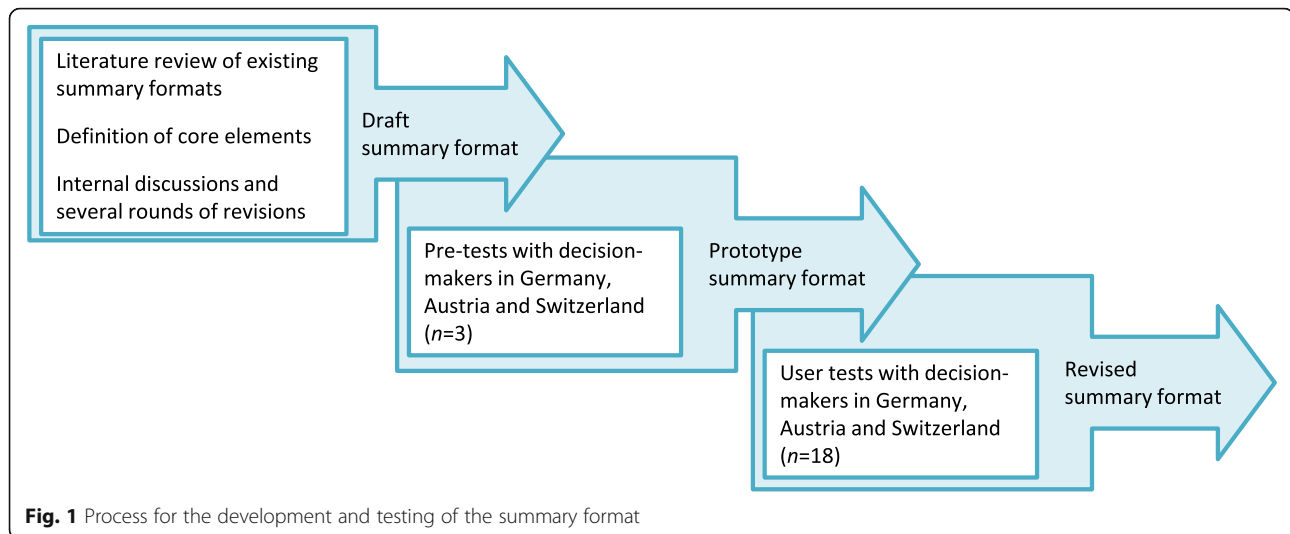 Literature review of existing
summary formats
Definition of core elements
Internal discussions and
several rounds of revisions
Draft
summary format
Pre-tests with decision-
makers in Germany,
Austria and Switzerland
(n=3)
Prototype
summary format
User tests with decision-
makers in Germany,
Austria and Switzerland
(n=18)
Revised
summary format
Fig. 1 Process for the development and testing of the summary format